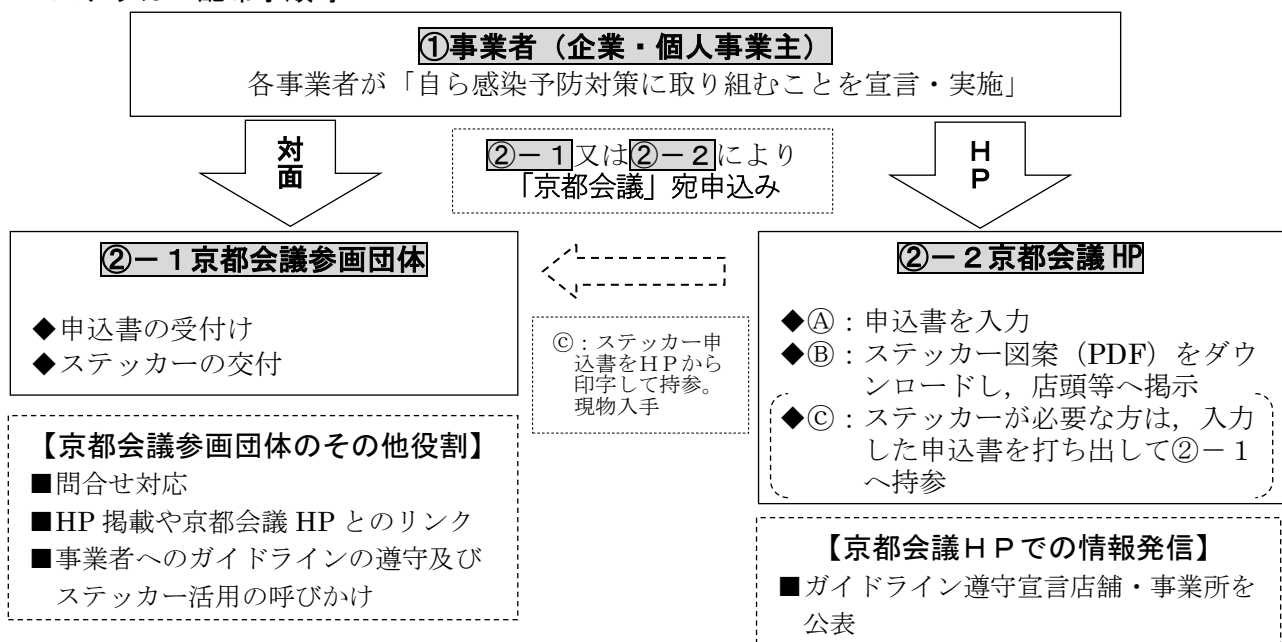 ①事業者（企業・個人事業主）
各事業者が「自ら感染予防対策に取り組むことを宣言・実施」
対面
②－１又は②－２により
「京都会議」宛申込み
ＨＰ
②－１京都会議参画団体
◆申込書の受付け
◆ステッカーの交付
ⓒ：ステッカー申
込書をＨＰから
印字して持参。
現物入手
②－２京都会議 HP
◆Ⓐ：申込書を入力
◆Ⓑ：ステッカー図案（PDF）をダウ
ンロードし，店頭等へ掲示
◆Ⓒ：ステッカーが必要な方は，入力
した申込書を打ち出して②－１
へ持参
【京都会議参画団体のその他役割】
■問合せ対応
■HP 掲載や京都会議 HP とのリンク
■事業者へのガイドラインの遵守及び
ステッカー活用の呼びかけ
【京都会議ＨＰでの情報発信】
■ガイドライン遵守宣言店舗・事業所を
公表